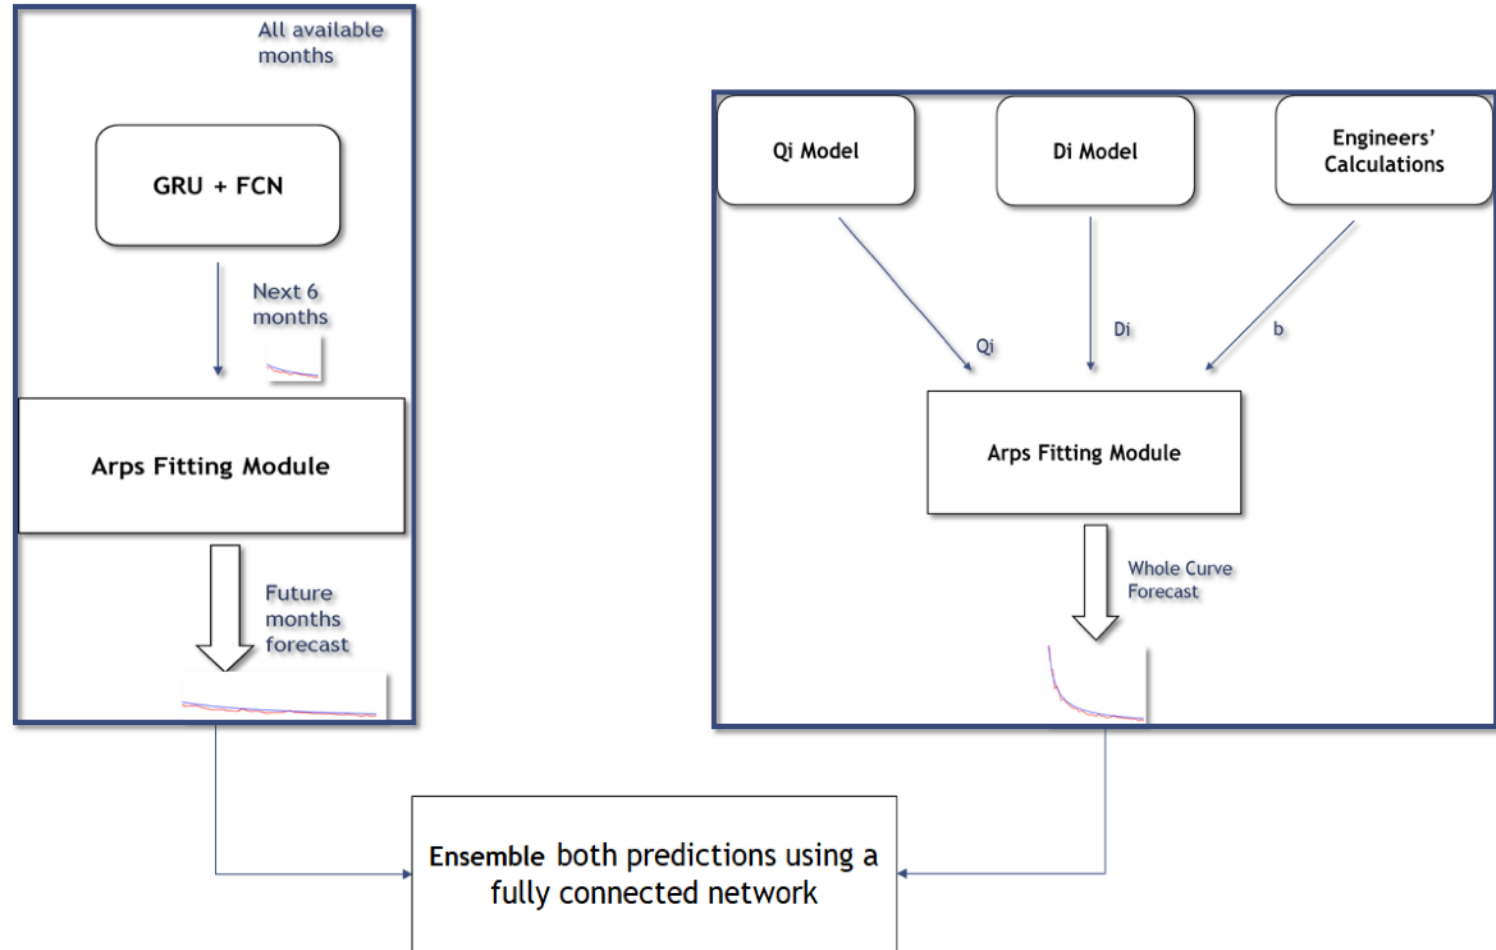 All available
months
GRU + FCN
Next 6
months
Arps Fitting Module
Future
months
forecast
Qi Model
Di Model
Engineers'
Calculations
Qi
Di
b
Arps Fitting Module
Whole Curve
Forecast
Ensemble both predictions using a
fully connected network